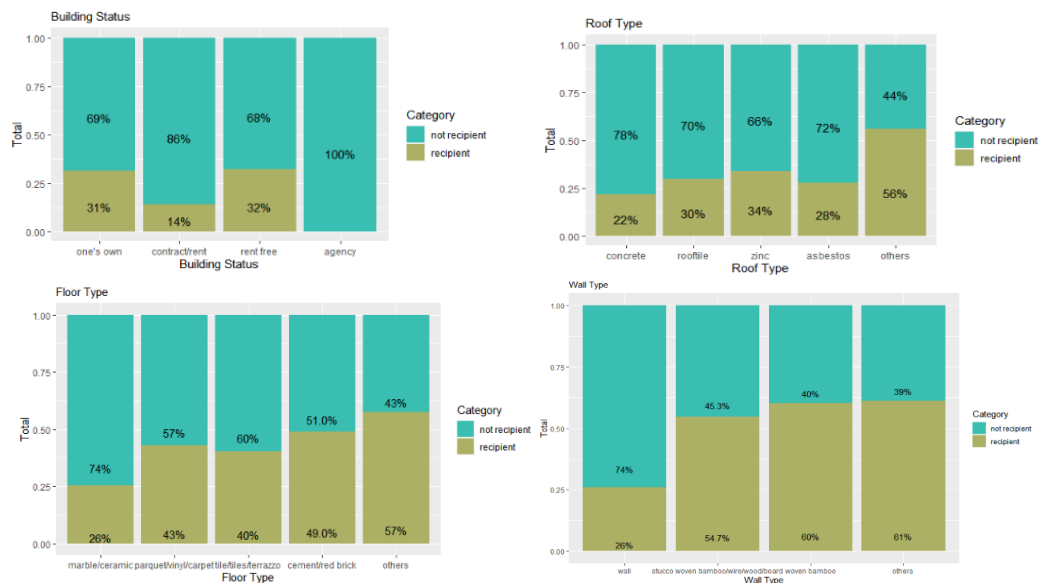 Building Status
1.00
0.75
0.50
0.25
0.00
Total
69%
86%
68%
100%
31%
14%
32%
one's own
contract/rent
rent free
agency
Building Status
Category
not recipient
recipient
Roof Type
1.00
0.75
0.50
0.25
0.00
Total
78%
70%
66%
72%
44%
22%
30%
34%
28%
56%
concrete
rooftile
zinc
asbestos
others
Roof Type
Category
not recipient
recipient
Floor Type
1.00
0.75
0.50
0.25
0.00
Total
74%
57%
60%
51.0%
43%
26%
43%
40%
49.0%
57%
marble/ceramic
parquet/vinyl/carpet
tile/tiles/terrazzo
cement/red brick
others
Floor Type
Category
not recipient
recipient
Wall Type
1.00
0.75
0.50
0.25
0.00
Total
74%
45.3%
40%
39%
26%
54.7%
60%
61%
wall
stucco woven bamboo/wire/wood/board
woven bamboo
others
Wall Type
Category
not recipient
recipient